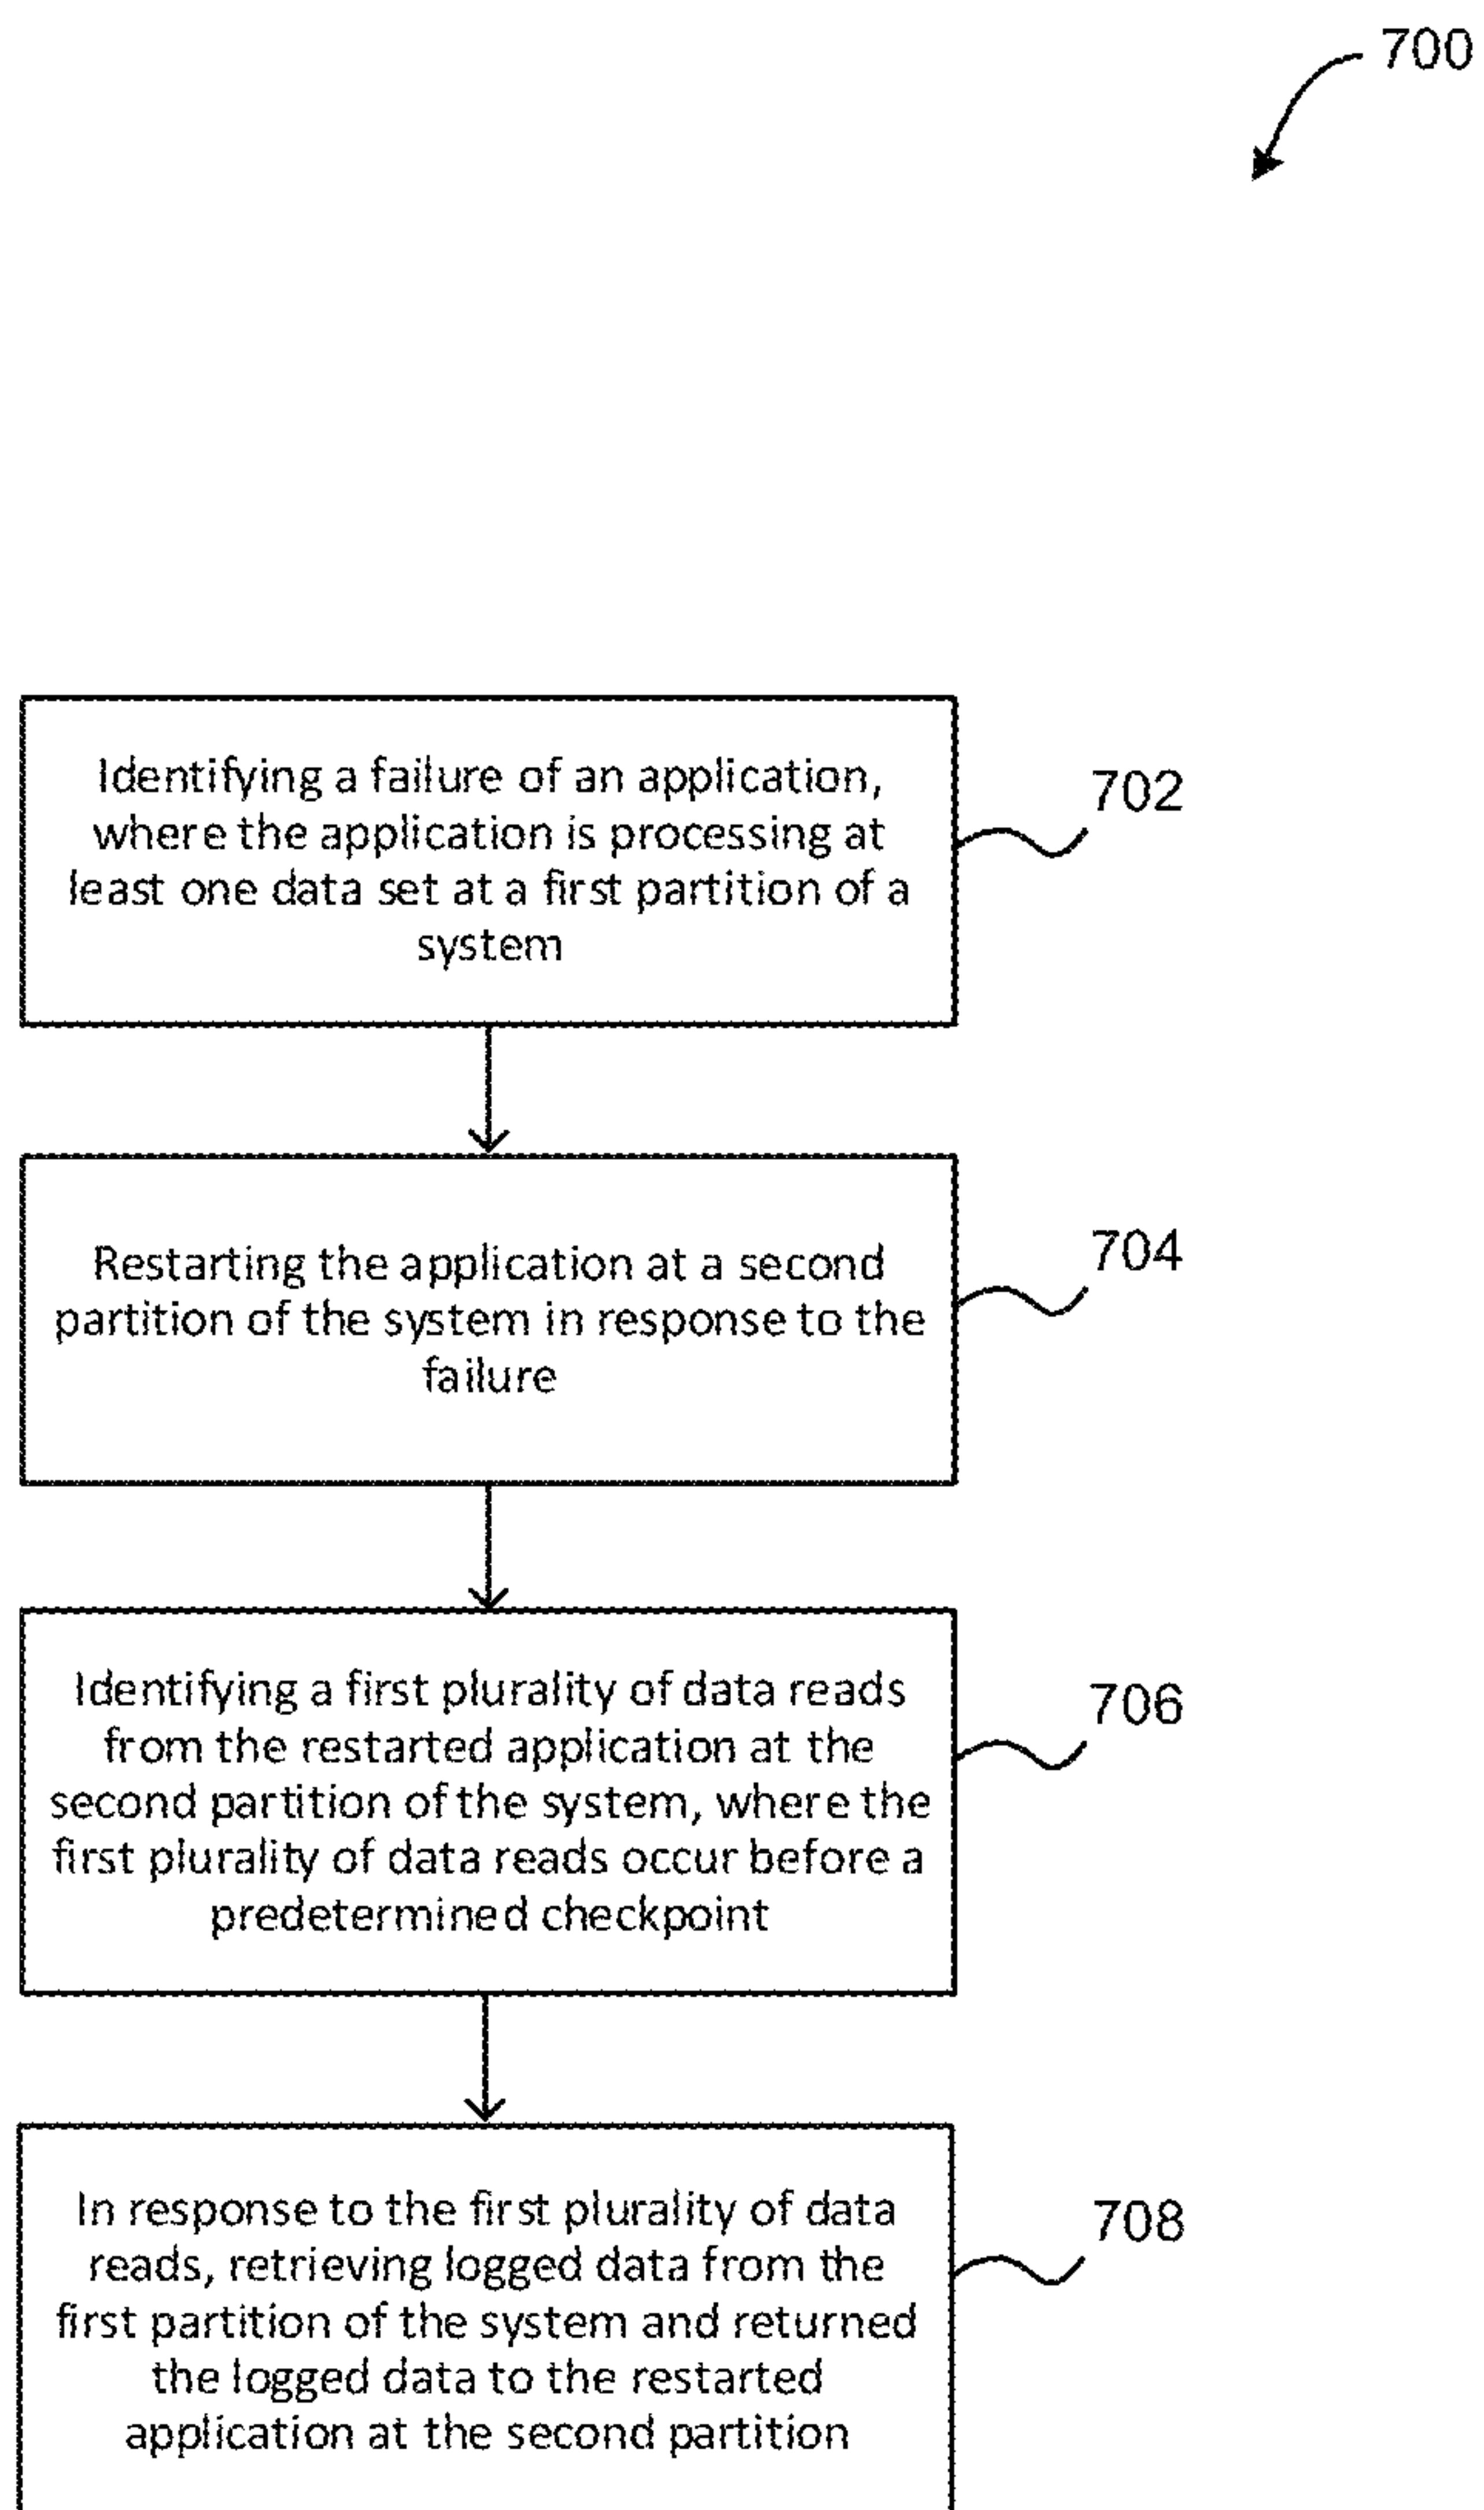 700
Identifying a failure of an application,
where the application is processing at
least one data set at a first partition of a
system
702
Restarting the application at a second
partition of the system in response to the
failure
704
Identifying a first plurality of data reads
from the restarted application at the
second partition of the system, where the
first plurality of data reads occur before a
predetermined checkpoint
706
In response to the first plurality of data
reads, retrieving logged data from the
first partition of the system and returned
the logged data to the restarted
application at the second partition
708